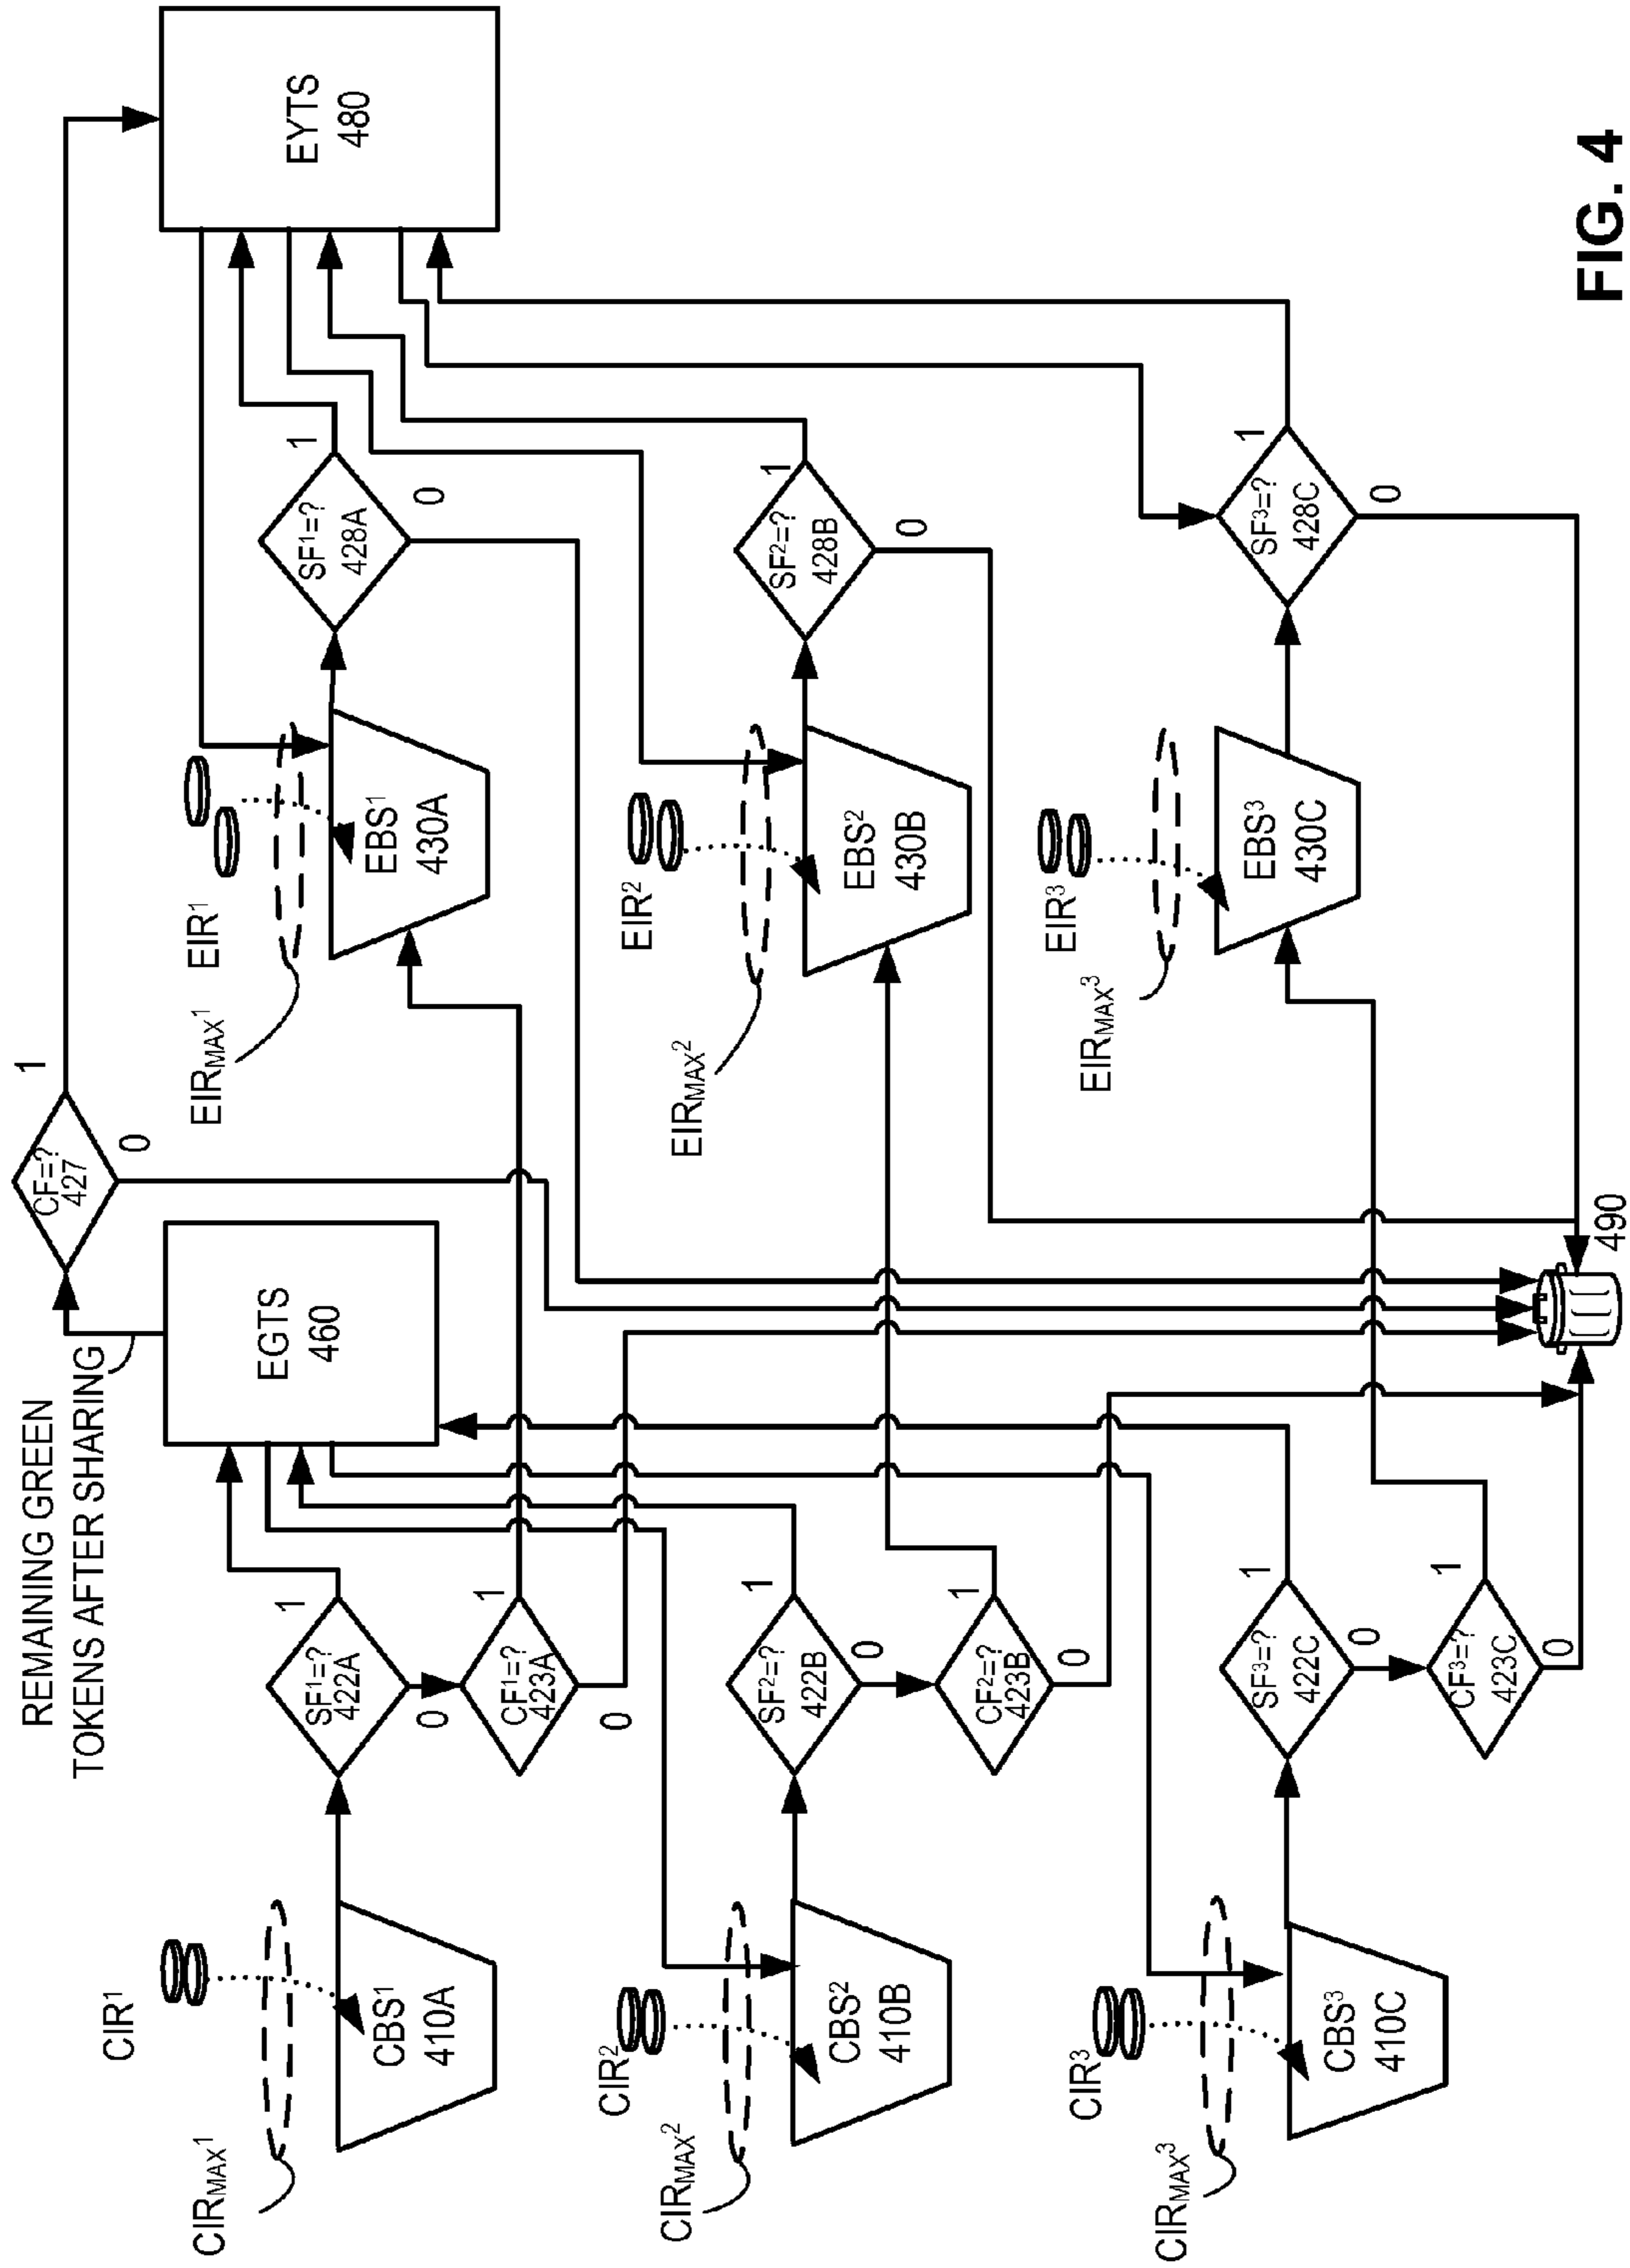 REMAINING GREEN
TOKENS AFTER SHARING
CF=?
427
1
0
EGTS
460
EYTS
480
CIR1
CIRMAX1
CBS1
410A
SF1=?
422A
1
0
CF1=?
423A
1
0
EIR1
EIRMAX1
EBS1
430A
SF1=?
428A
1
0
CIR2
CIRMAX2
CBS2
410B
SF2=?
422B
1
0
CF2=?
423B
1
0
EIR2
EIRMAX2
EBS2
430B
SF2=?
428B
1
0
CIR3
CIRMAX3
CBS3
410C
SF3=?
422C
1
0
CF3=?
423C
1
0
EIR3
EIRMAX3
EBS3
430C
SF3=?
428C
1
0
490
FIG. 4